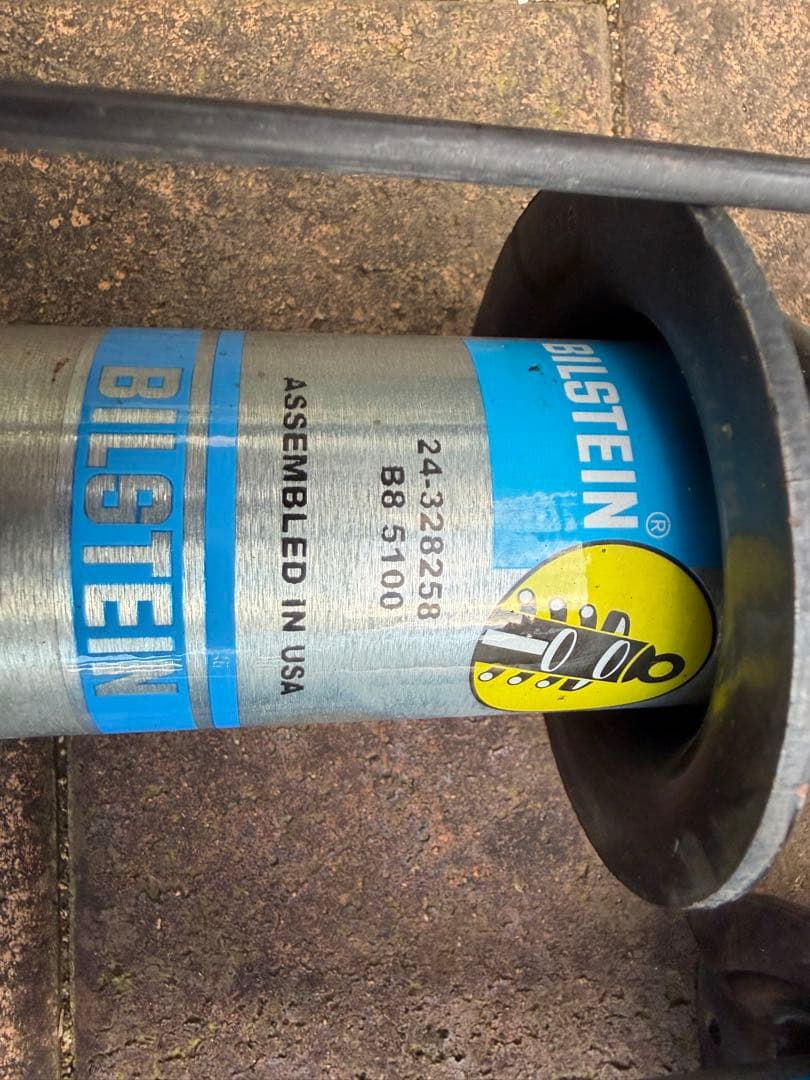 BILSTEIN®
24-328258
B8 5100
ASSEMBLED IN USA
BILSTEIN